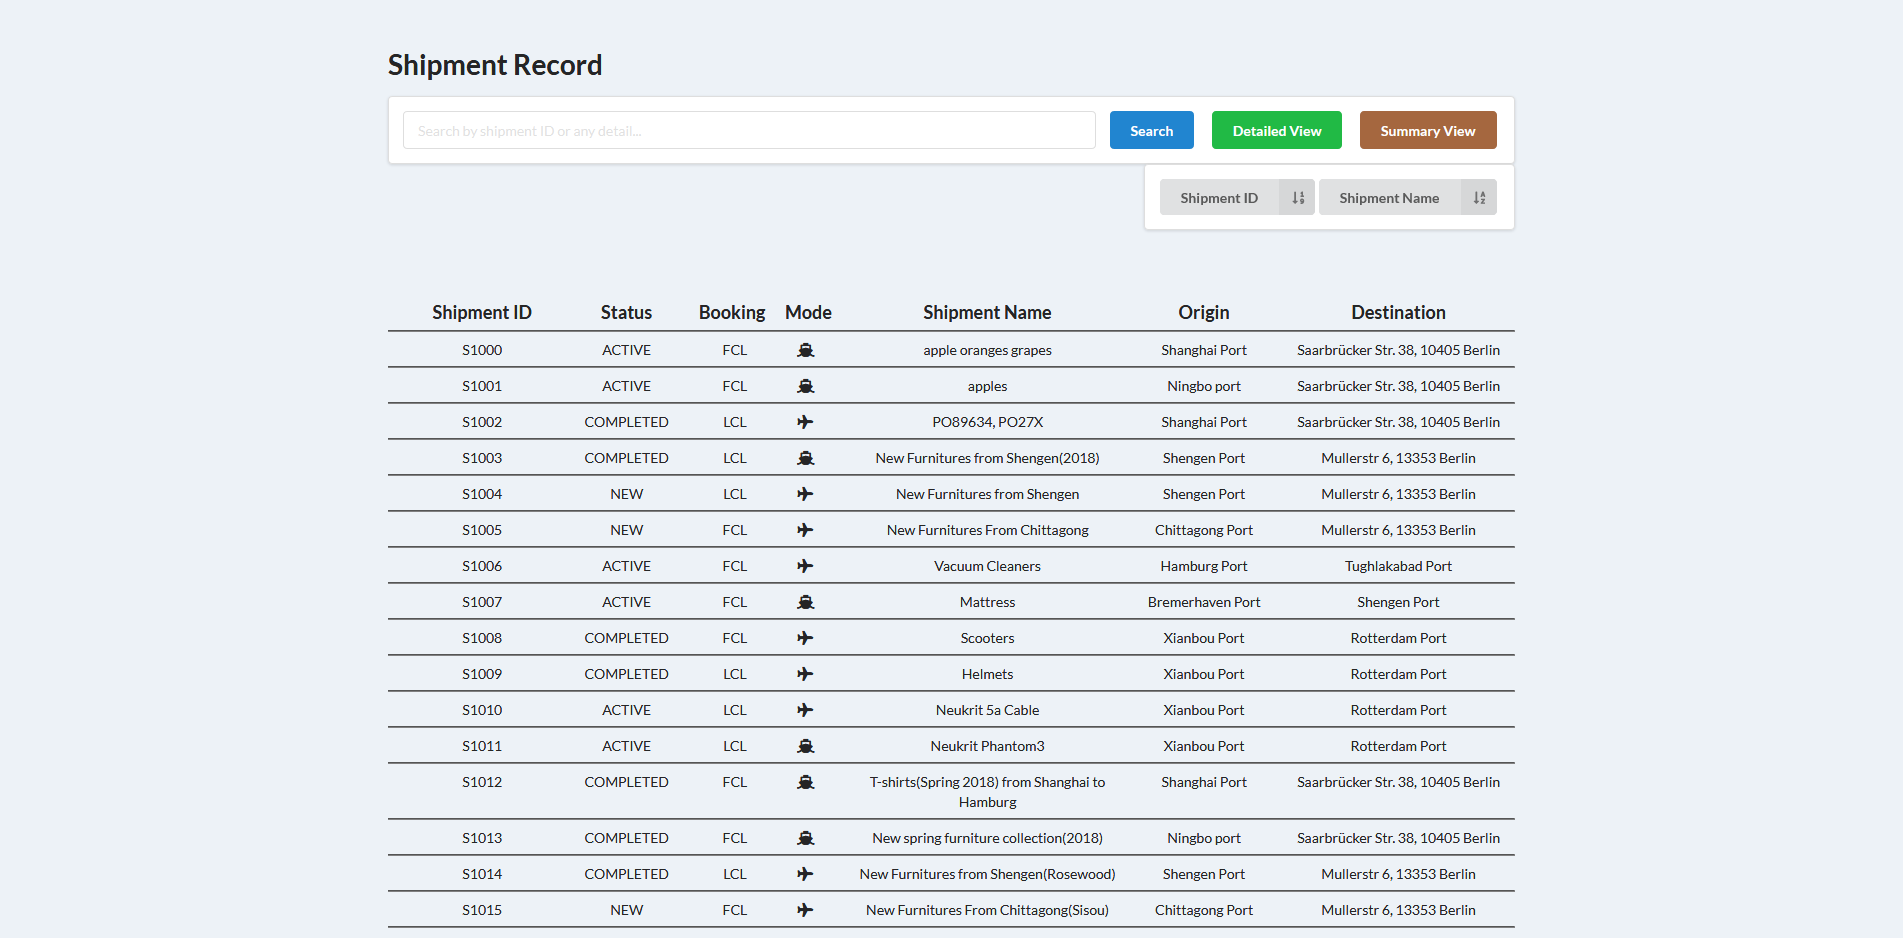 Shipment Record
Search by shipment ID or any detail...
Search
Detailed View
Summary View
Shipment ID
Shipment Name
Shipment ID Status Booking Mode Shipment Name Origin Destination
S1000 ACTIVE FCL apple oranges grapes Shanghai Port Saarbrücker Str. 38, 10405 Berlin
S1001 ACTIVE FCL apples Ningbo port Saarbrücker Str. 38, 10405 Berlin
S1002 COMPLETED LCL PO89634, PO27X Shanghai Port Saarbrücker Str. 38, 10405 Berlin
S1003 COMPLETED LCL New Furnitures from Shengen(2018) Shengen Port Mullerstr 6, 13353 Berlin
S1004 NEW LCL New Furnitures from Shengen Shengen Port Mullerstr 6, 13353 Berlin
S1005 NEW FCL New Furnitures From Chittagong Chittagong Port Mullerstr 6, 13353 Berlin
S1006 ACTIVE FCL Vacuum Cleaners Hamburg Port Tughlakabad Port
S1007 ACTIVE FCL Mattress Bremerhaven Port Shengen Port
S1008 COMPLETED FCL Scooters Xianbou Port Rotterdam Port
S1009 COMPLETED LCL Helmets Xianbou Port Rotterdam Port
S1010 ACTIVE LCL Neukrit 5a Cable Xianbou Port Rotterdam Port
S1011 ACTIVE LCL Neukrit Phantom3 Xianbou Port Rotterdam Port
S1012 COMPLETED FCL T-shirts(Spring 2018) from Shanghai to Shanghai Port Saarbrücker Str. 38, 10405 Berlin
Hamburg
S1013 COMPLETED FCL New spring furniture collection(2018) Ningbo port Saarbrücker Str. 38, 10405 Berlin
S1014 COMPLETED LCL New Furnitures from Shengen(Rosewood) Shengen Port Mullerstr 6, 13353 Berlin
S1015 NEW FCL New Furnitures From Chittagong(Sisou) Chittagong Port Mullerstr 6, 13353 Berlin